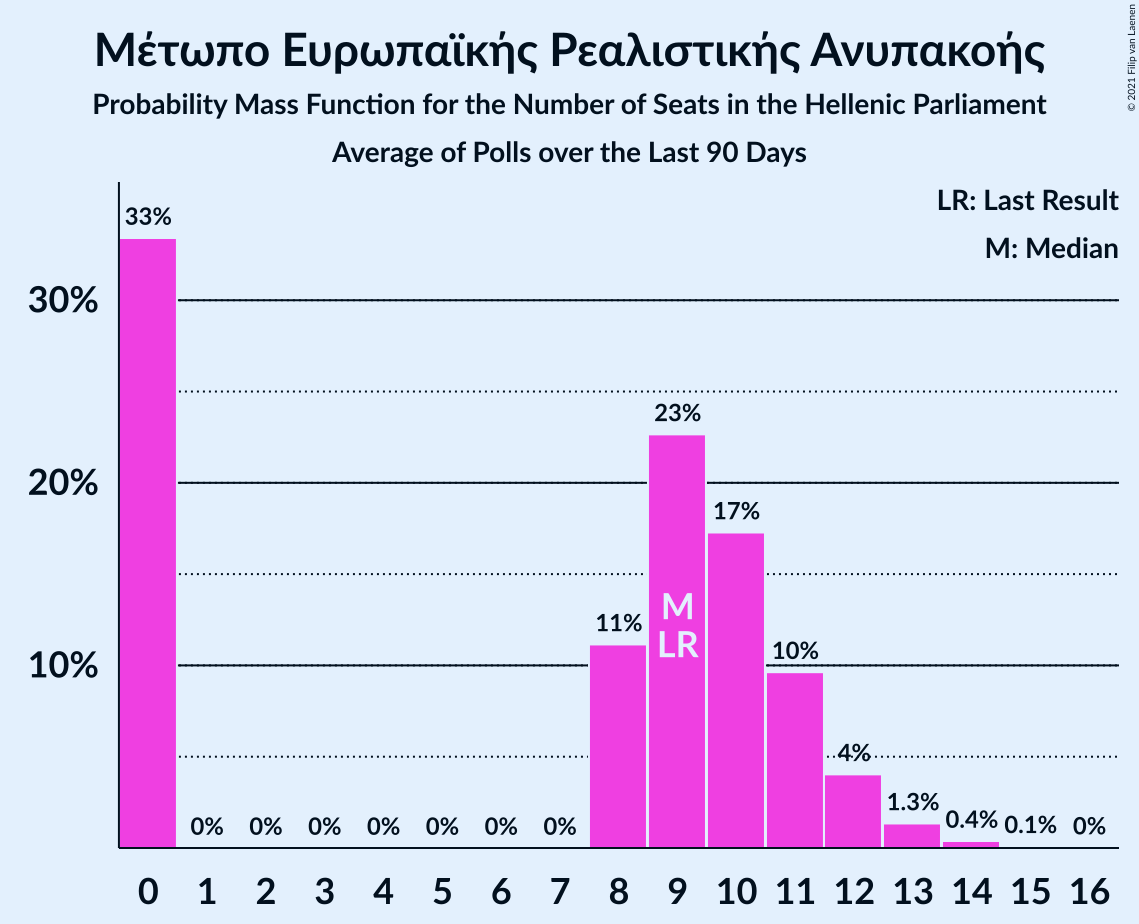 Μέτωπο Ευρωπαϊκής Ρεαλιστικής Ανυπακοής
Probability Mass Function for the Number of Seats in the Hellenic Parliament
Average of Polls over the Last 90 Days
© 2021 Filip van Laenen
LR: Last Result
M: Median
33%
30%
23%
20%
17%
M
11%
LR
10%
10%
4%
1.3%
0% 0% 0% 0% 0% 0% 0% 0.4% 0.1% 0%
0 1 2 3 4 5 6 7 8 9 10 11 12 13 14 15 16